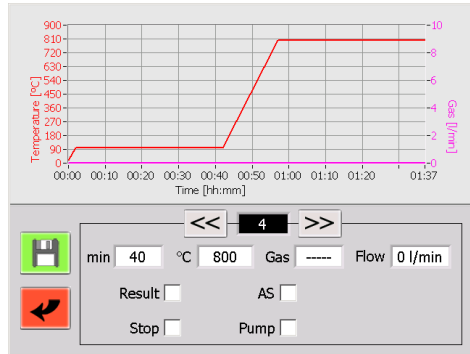 900
810
720
630
540
450
360
270
180
90
0
Temperature [°C]
10
8
6
4
2
0
Gas [l/min]
00:00 00:10 00:20 00:30 00:40 00:50 01:00 01:10 01:20 01:37
Time [hh:mm]
<< 4 >>
min 40 °C 800 Gas ----- Flow 0 l/min
Result AS
Stop Pump